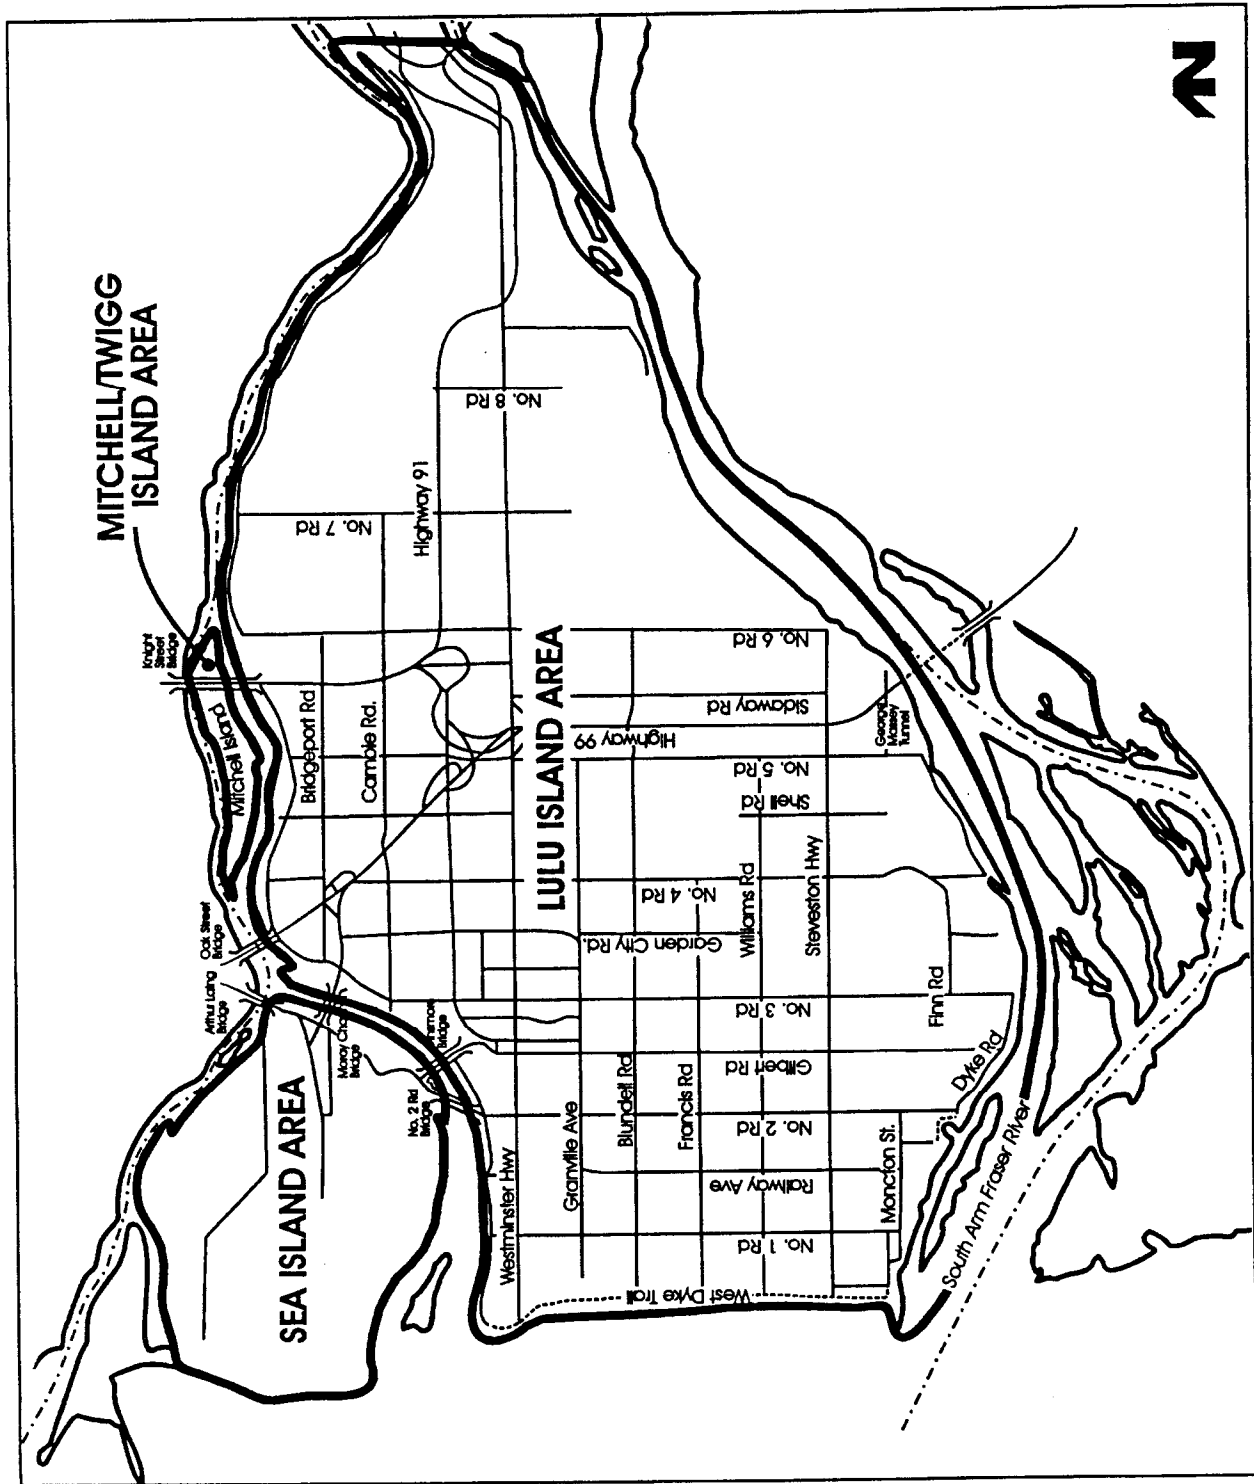 N
MITCHELL/TWIGG
ISLAND AREA
Knight
Street
Bridge
Mitchell Island
Oak Street
Bridge
Arthur Laing
Bridge
Moray
Bridge
Bridge
No. 2 Rd
Bridge
SEA ISLAND AREA
LULU ISLAND AREA
Bridgeport Rd
Cambie Rd.
Highway 91
No. 8 Rd
No. 7 Rd
No. 6 Rd
Sidaway Rd
Highway 99
No. 5 Rd
Shell Rd
No. 4 Rd
Garden City Rd.
No. 3 Rd
Gilbert Rd
No. 2 Rd
Railway Ave
No. 1 Rd
West Dyke Trail
Westminster Hwy
Granville Ave
Blundell Rd
Francis Rd
Williams Rd
Steveston Hwy
Moncton St.
Finn Rd
Dyke Rd
George
Massey
Tunnel
South Arm Fraser River